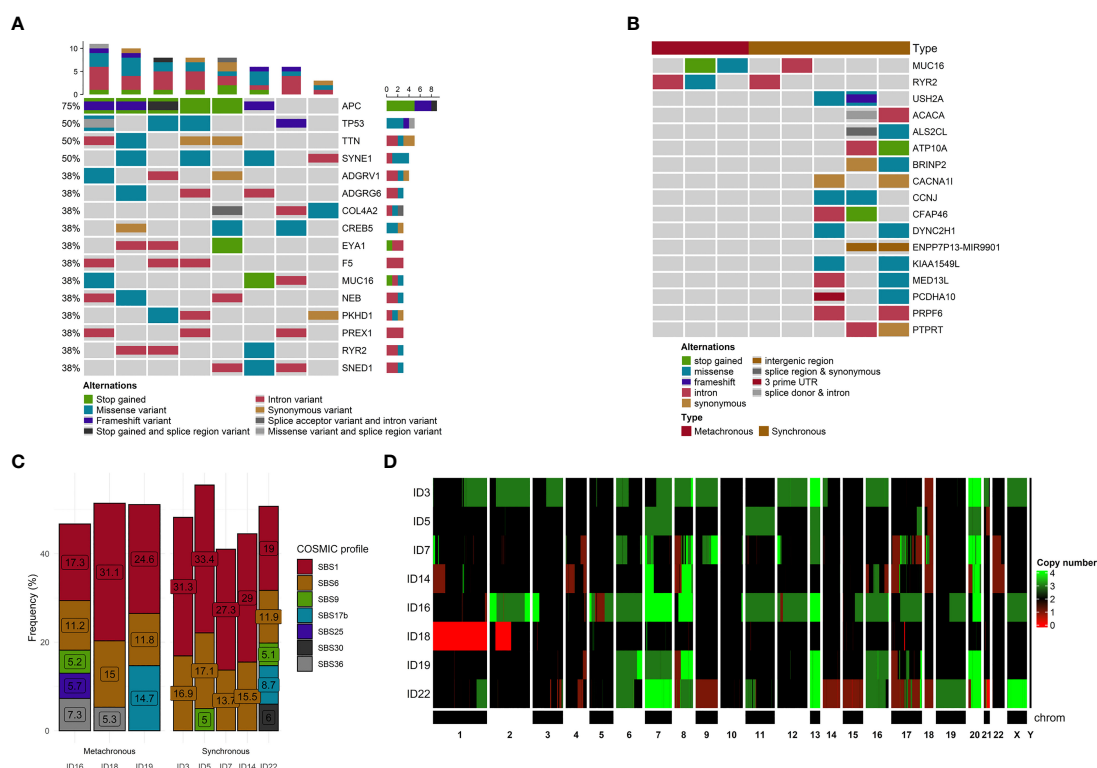 A
10
5
0
0 2 4 6 8
75% APC
50% TP53
50% TTN
50% SYNE1
38% ADGRV1
38% ADGRG6
38% COL4A2
38% CREB5
38% EYA1
38% F5
38% MUC16
38% NEB
38% PKHD1
38% PREX1
38% RYR2
38% SNED1
Alternations
Stop gained
Missense variant
Frameshift variant
Stop gained and splice region variant
Intron variant
Synonymous variant
Splice acceptor variant and intron variant
Missense variant and splice region variant
B
Type
MUC16
RYR2
USH2A
ACACA
ALS2CL
ATP10A
BRINP2
CACNA1I
CCNJ
CFAP46
DYNC2H1
ENPP7P13-MIR9901
KIAA1549L
MED13L
PCDHA10
PRPF6
PTPRT
Alternations
stop gained
missense
frameshift
intron
synonymous
intergenic region
splice region & synonymous
3 prime UTR
splice donor & intron
Type
Metachronous Synchronous
C
Frequency (%)
40
20
0
17.3
11.2
5.2
5.7
7.3
31.1
15
5.3
24.6
11.8
14.7
31.3
16.9
33.4
17.1
5
27.3
13.7
29
15.5
19
11.9
5.1
8.7
6
Metachronous Synchronous
ID16 ID18 ID19 ID3 ID5 ID7 ID14 ID22
COSMIC profile
SBS1
SBS6
SBS9
SBS17b
SBS25
SBS30
SBS36
D
ID3
ID5
ID7
ID14
ID16
ID18
ID19
ID22
chrom
1 2 3 4 5 6 7 8 9 10 11 12 13 14 15 16 17 18 19 20 21 22 X Y
Copy number
4
3
2
1
0